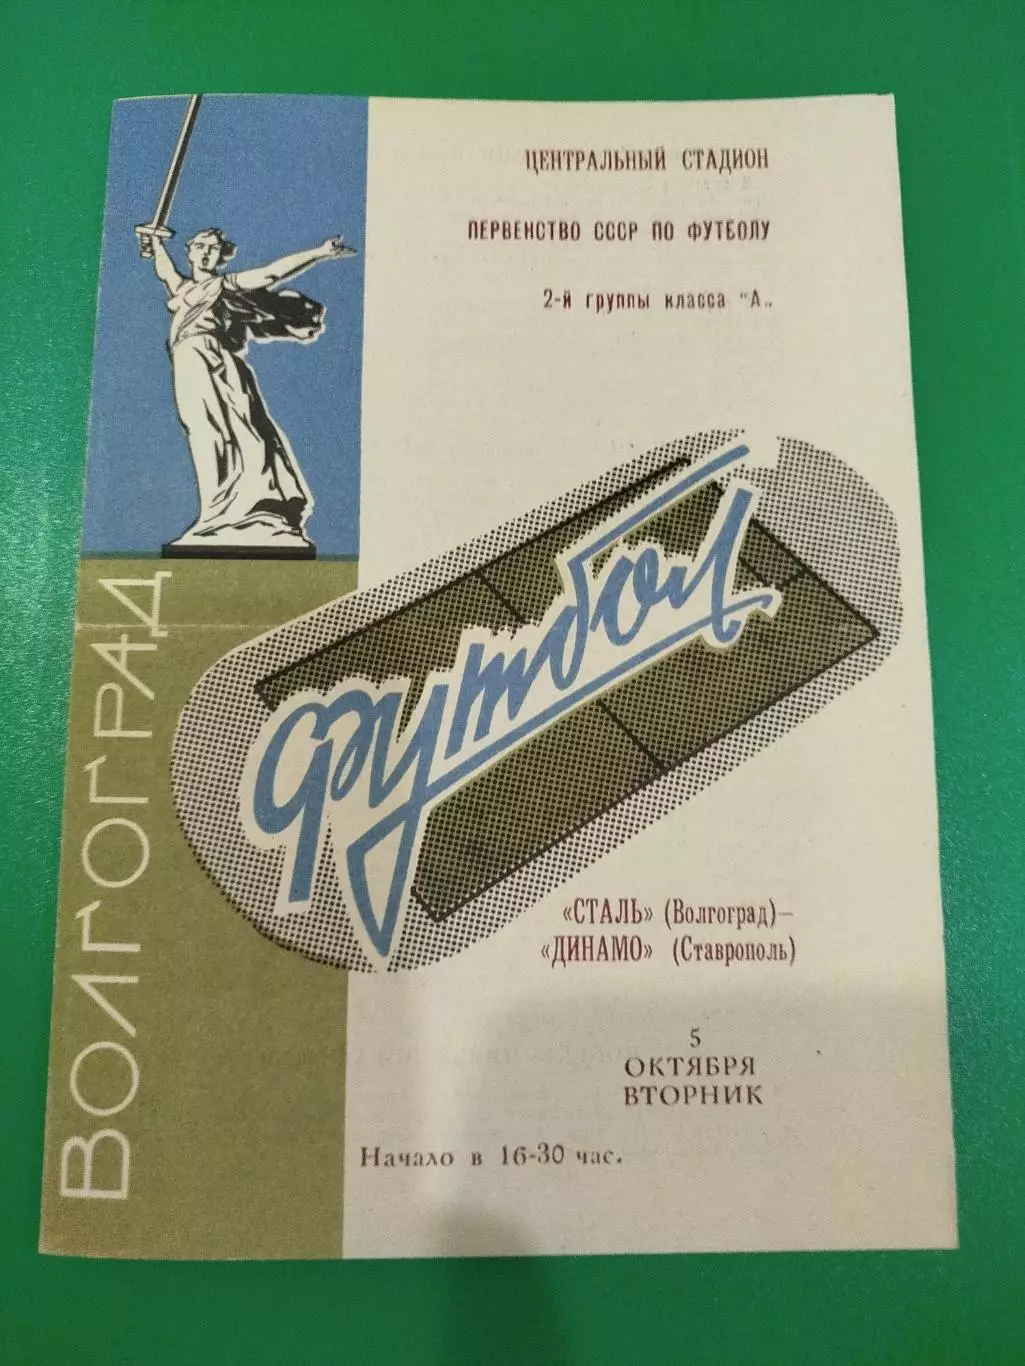 ЦЕНТРАЛЬНЫЙ СТАДИОН
ПЕРВЕНСТВО СССР ПО ФУТБОЛУ
2-й группы класса "А„
ВОЛГОГРАД
футбол
«СТАЛЬ» (Волгоград)—
«ДИНАМО» (Ставрополь)
5
ОКТЯБРЯ
ВТОРНИК
Начало в 16-30 час.